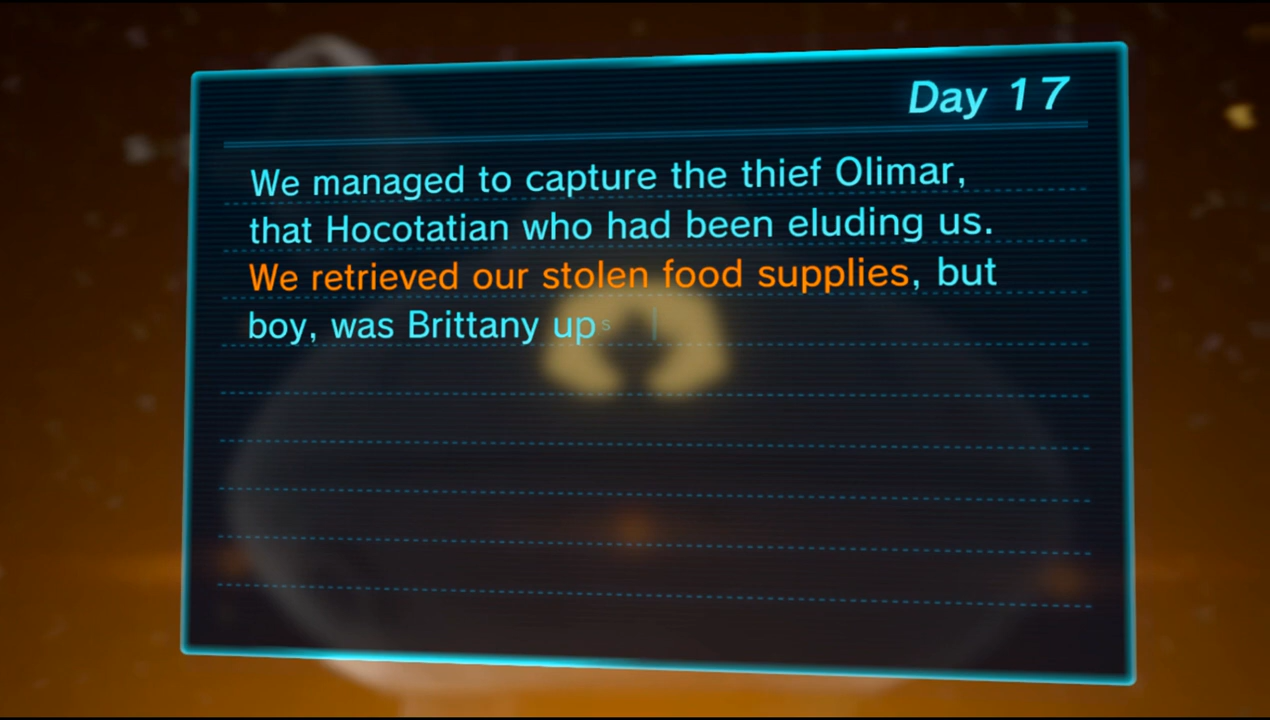 Day 17
We managed to capture the thief Olimar,
that Hocotatian who had been eluding us.
We retrieved our stolen food supplies, but
boy, was Brittany ups